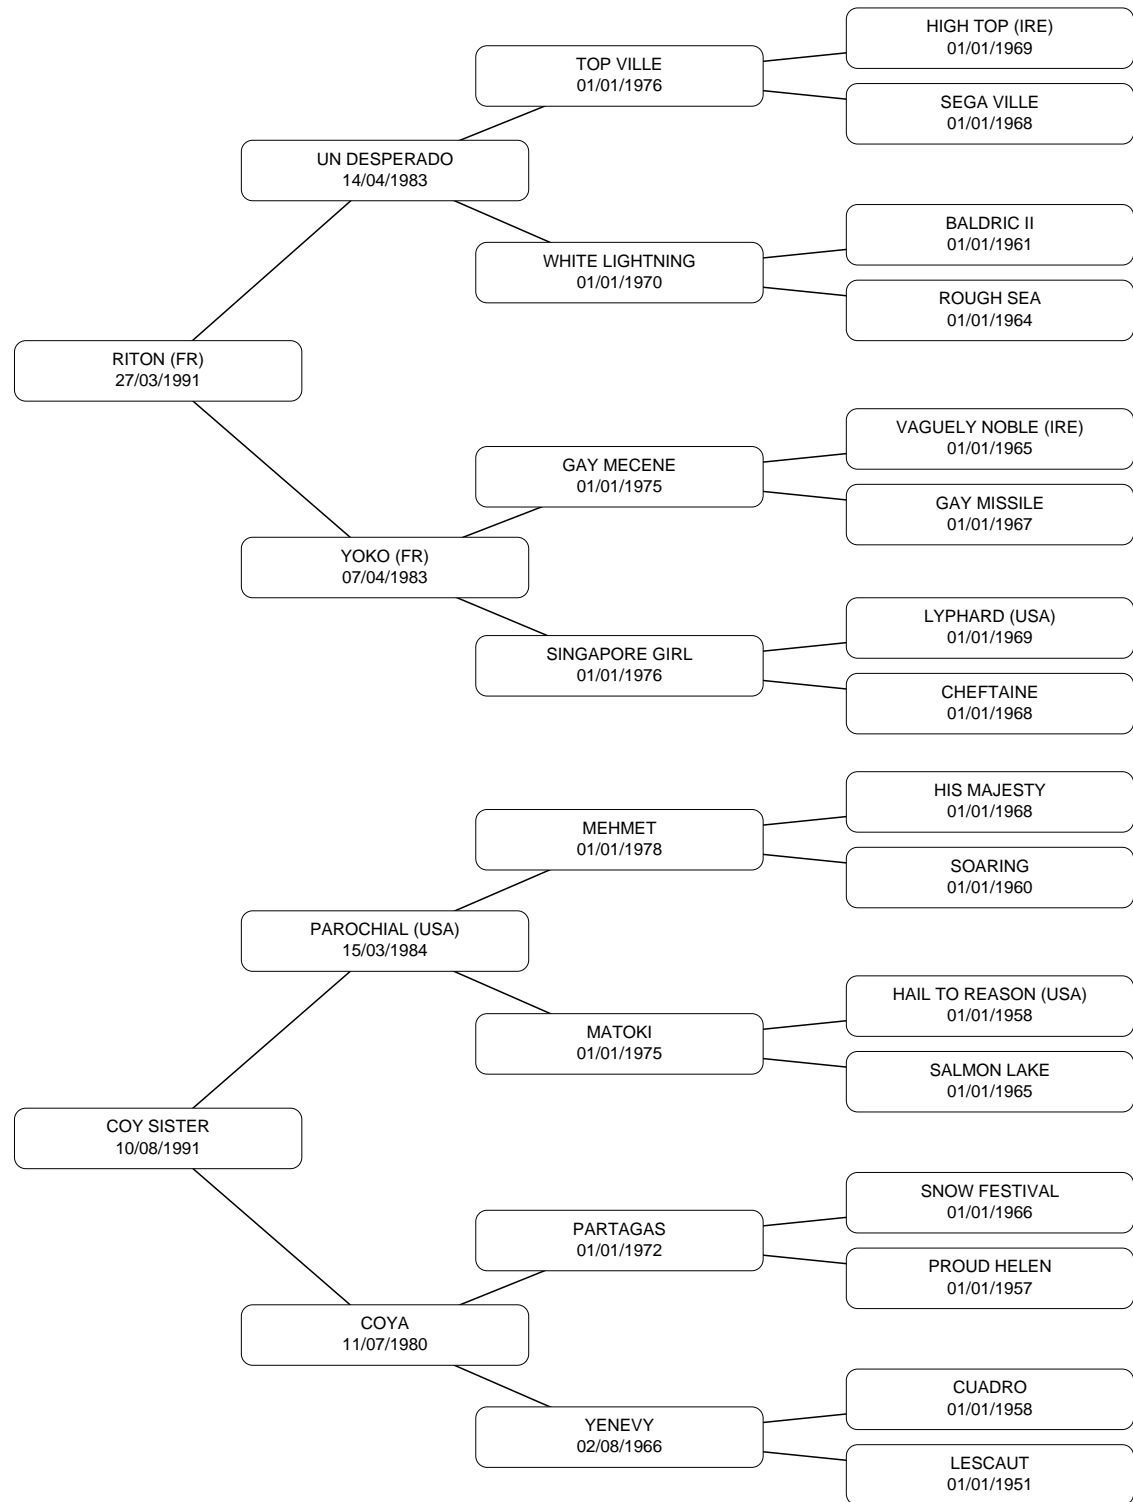 HIGH TOP (IRE)
01/01/1969
TOP VILLE
01/01/1976
SEGA VILLE
01/01/1968
UN DESPERADO
14/04/1983
BALDRIC II
01/01/1961
WHITE LIGHTNING
01/01/1970
ROUGH SEA
01/01/1964
RITON (FR)
27/03/1991
VAGUELY NOBLE (IRE)
01/01/1965
GAY MECENE
01/01/1975
GAY MISSILE
01/01/1967
YOKO (FR)
07/04/1983
LYPHARD (USA)
01/01/1969
SINGAPORE GIRL
01/01/1976
CHEFTAINE
01/01/1968
HIS MAJESTY
01/01/1968
MEHMET
01/01/1978
SOARING
01/01/1960
PAROCHIAL (USA)
15/03/1984
HAIL TO REASON (USA)
01/01/1958
MATOKI
01/01/1975
SALMON LAKE
01/01/1965
COY SISTER
10/08/1991
SNOW FESTIVAL
01/01/1966
PARTAGAS
01/01/1972
PROUD HELEN
01/01/1957
COYA
11/07/1980
CUADRO
01/01/1958
YENEVY
02/08/1966
LESCAUT
01/01/1951